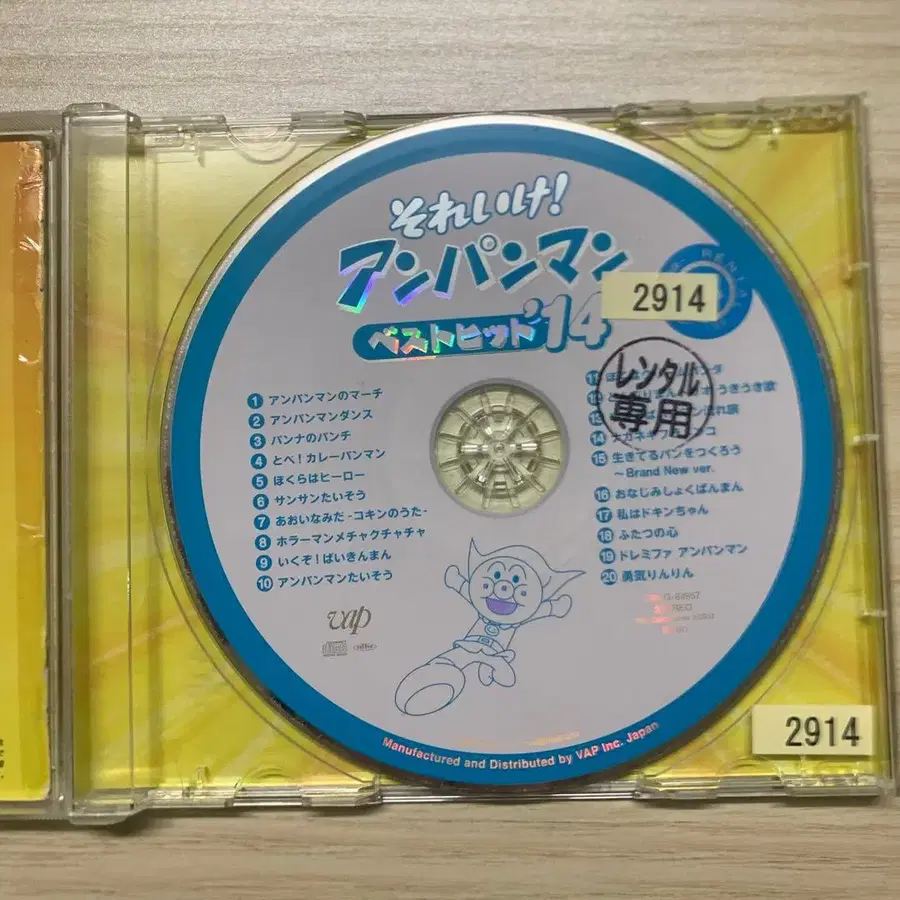 それいけ!
アンパンマン
ベストヒット'14
2914
レンタル
専用
1 アンパンマンのマーチ
2 アンパンマンダンス
3 パンナのパンチ
4 とべ!カレーパンマン
5 ぼくらはヒーロー
6 サンサンたいそう
7 あおいなみだ -コキンのうた-
8 ホラーマンメチャクチャチャ
9 いくぞ!ばいきんまん
10 アンパンマンたいそう
11
14
15 生きてるパンをつくろう
~Brand New ver.
16 おなじみしょくぱんまん
17 私はドキンちゃん
18 ふたつの心
19 ドレミファ アンパンマン
20 勇気りんりん
vap
Manufactured and Distributed by VAP Inc. Japan
2914